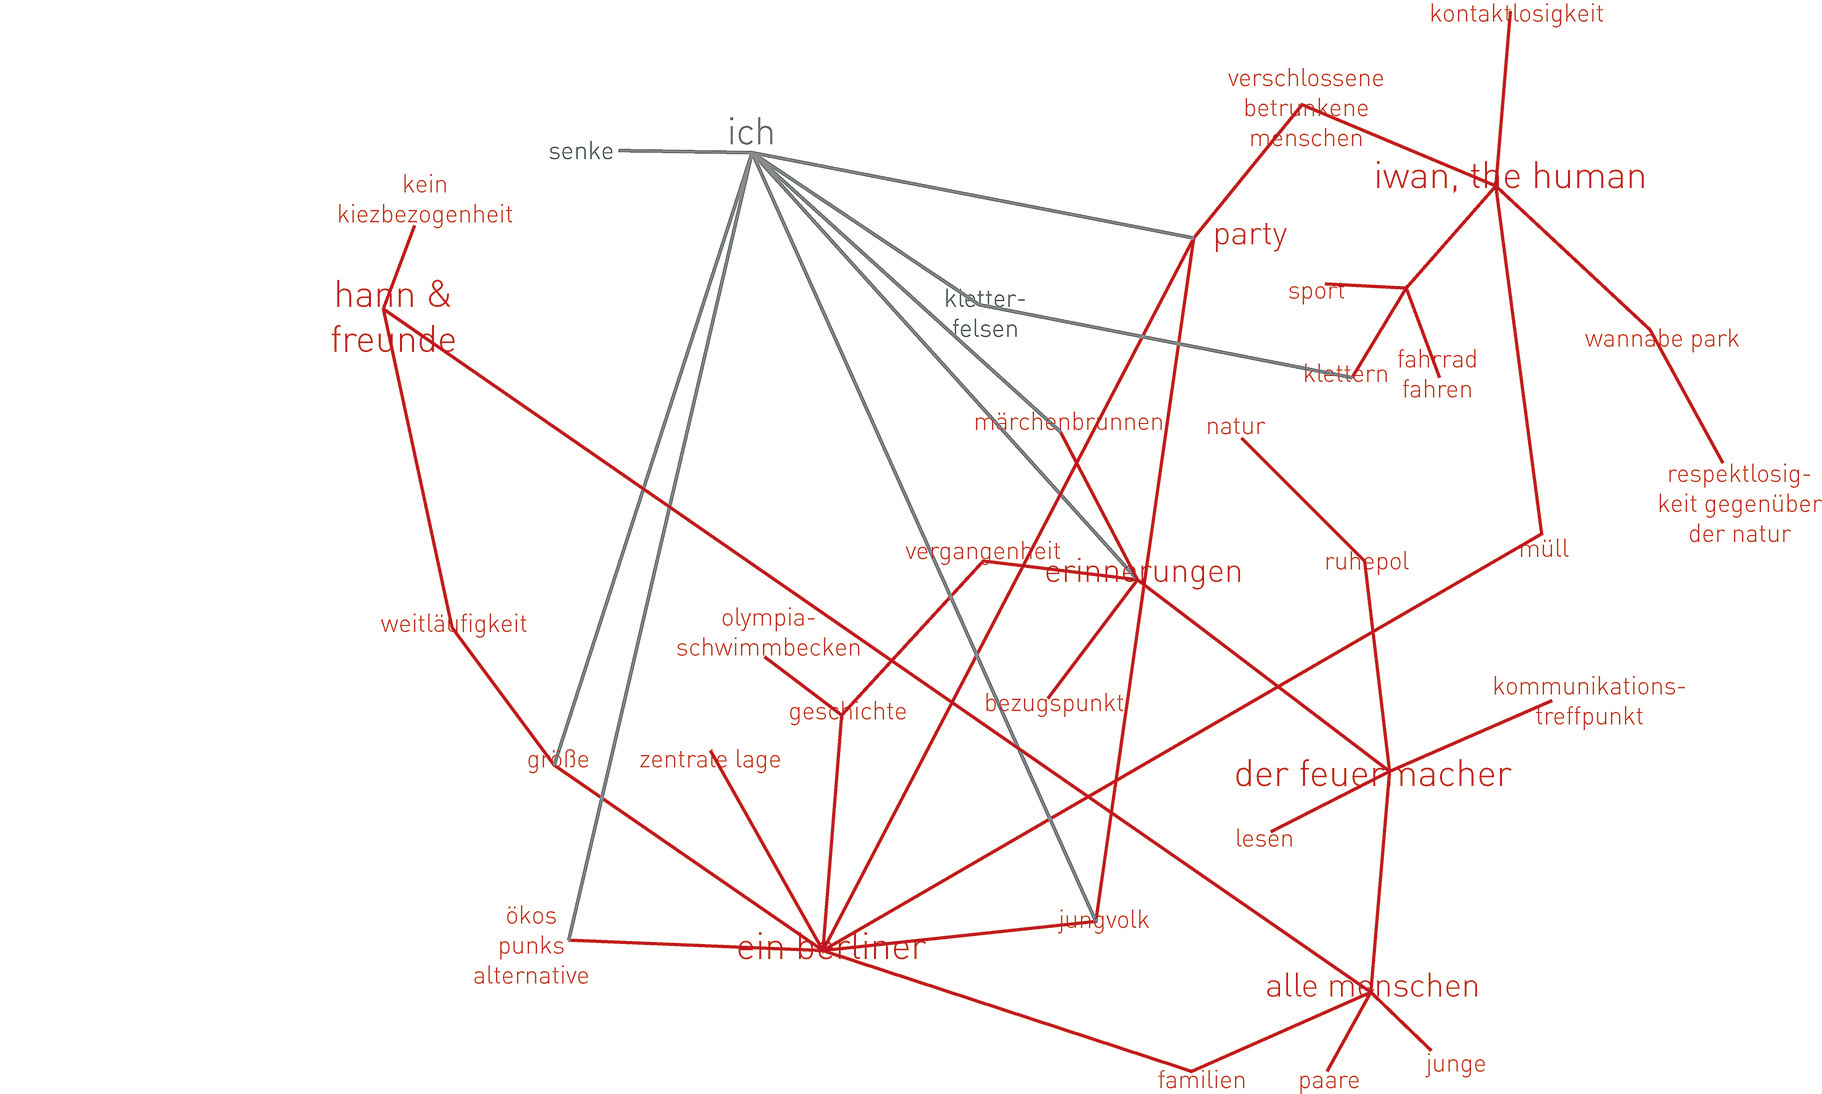 kontaktlosigkeit
verschlossene
betrunkene
menschen
ich
senke
iwan, the human
kein
kiezbezogenheit
party
hann &
freunde
sport
kletter-
felsen
wannabe park
fahrrad
fahren
klettern
märchenbrunnen
natur
respektlosig-
keit gegenüber
der natur
vergangenheit
erinnerungen
müll
ruhepol
weitläufigkeit
olympia-
schwimmbecken
geschichte
bezugspunkt
kommunikations-
treffpunkt
größe
zentrale lage
der feuermacher
lesen
ökos
punks
alternative
ein berliner
jungvolk
alle menschen
familien
paare
junge